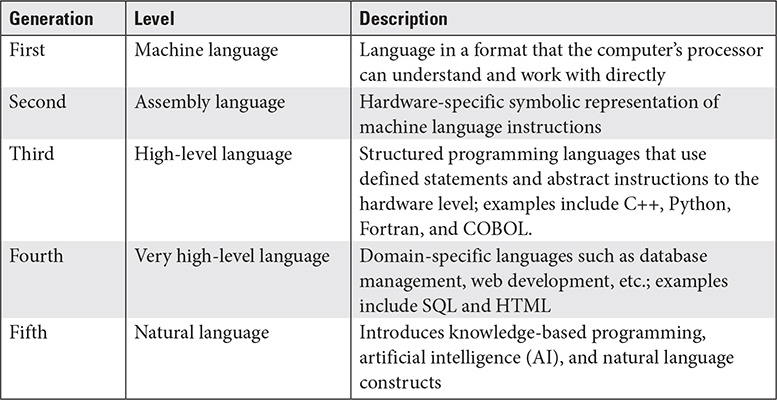 Generation Level Description
First Machine language Language in a format that the computer's processor
can understand and work with directly
Second Assembly language Hardware-specific symbolic representation of
machine language instructions
Third High-level language Structured programming languages that use
defined statements and abstract instructions to the
hardware level; examples include C++, Python,
Fortran, and COBOL.
Fourth Very high-level language Domain-specific languages such as database
management, web development, etc.; examples
include SQL and HTML
Fifth Natural language Introduces knowledge-based programming,
artificial intelligence (AI), and natural language
constructs